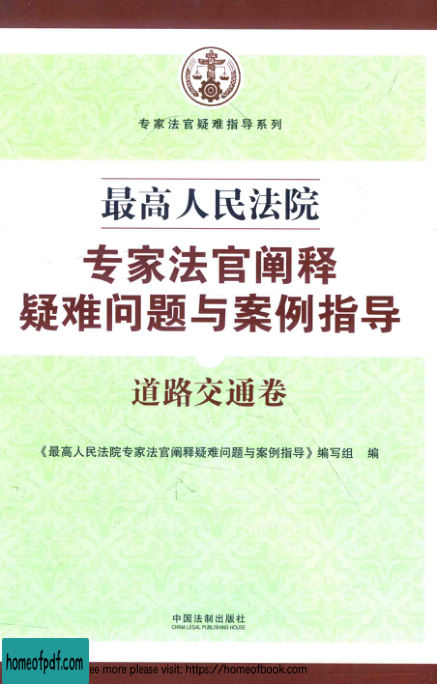 专家法官疑难指导系列
最高人民法院
专家法官阐释
疑难问题与案例指导
道路交通卷
《最高人民法院专家法官阐释疑难问题与案例指导》编写组 编
中国法制出版社
CHINA LEGAL PUBLISHING HOUSE
homeofpdf.com
ee more please visit: https://homeofbook.com